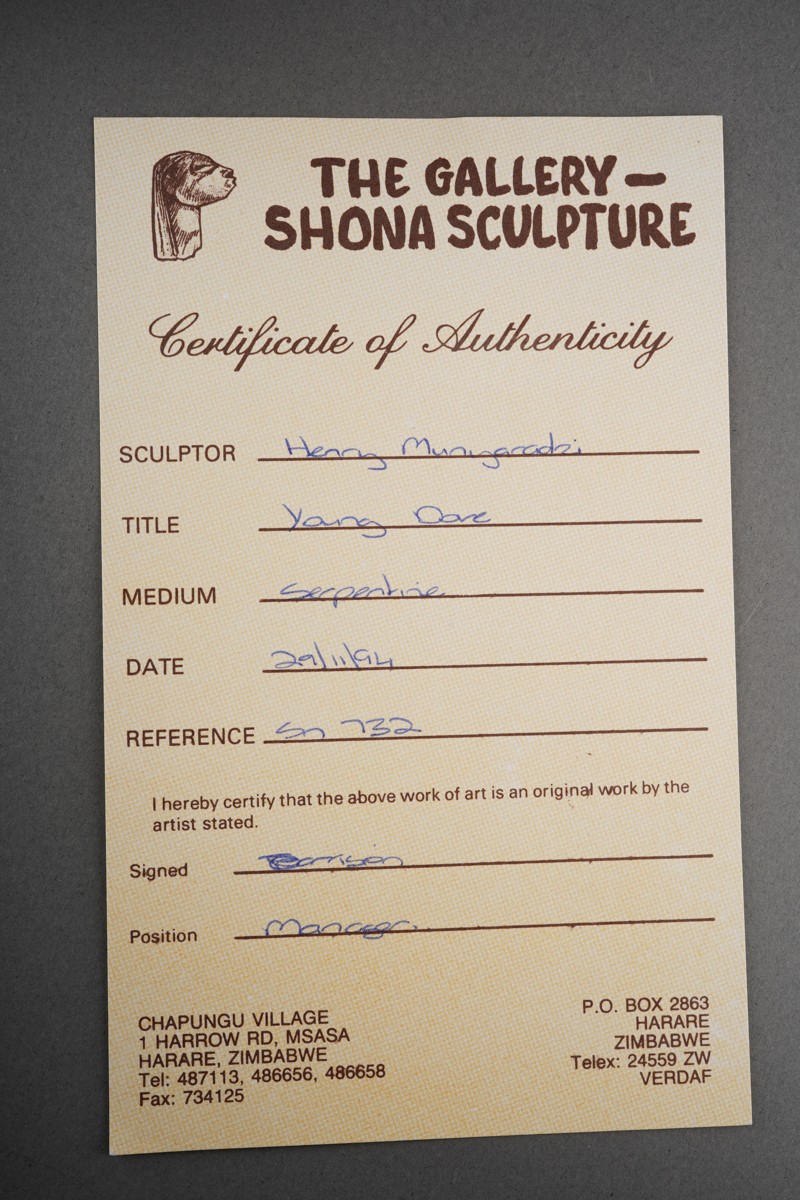 THE GALLERY –
SHONA SCULPTURE
Certificate of Authenticity
SCULPTOR Henry Munyaradzi
TITLE Young Dove
MEDIUM Serpentine
DATE 29/11/94
REFERENCE Sn 732
I hereby certify that the above work of art is an original work by the
artist stated.
Signed
Position Manager.
CHAPUNGU VILLAGE
1 HARROW RD, MSASA
HARARE, ZIMBABWE
Tel: 487113, 486656, 486658
Fax: 734125
P.O. BOX 2863
HARARE
ZIMBABWE
Telex: 24559 ZW
VERDAF